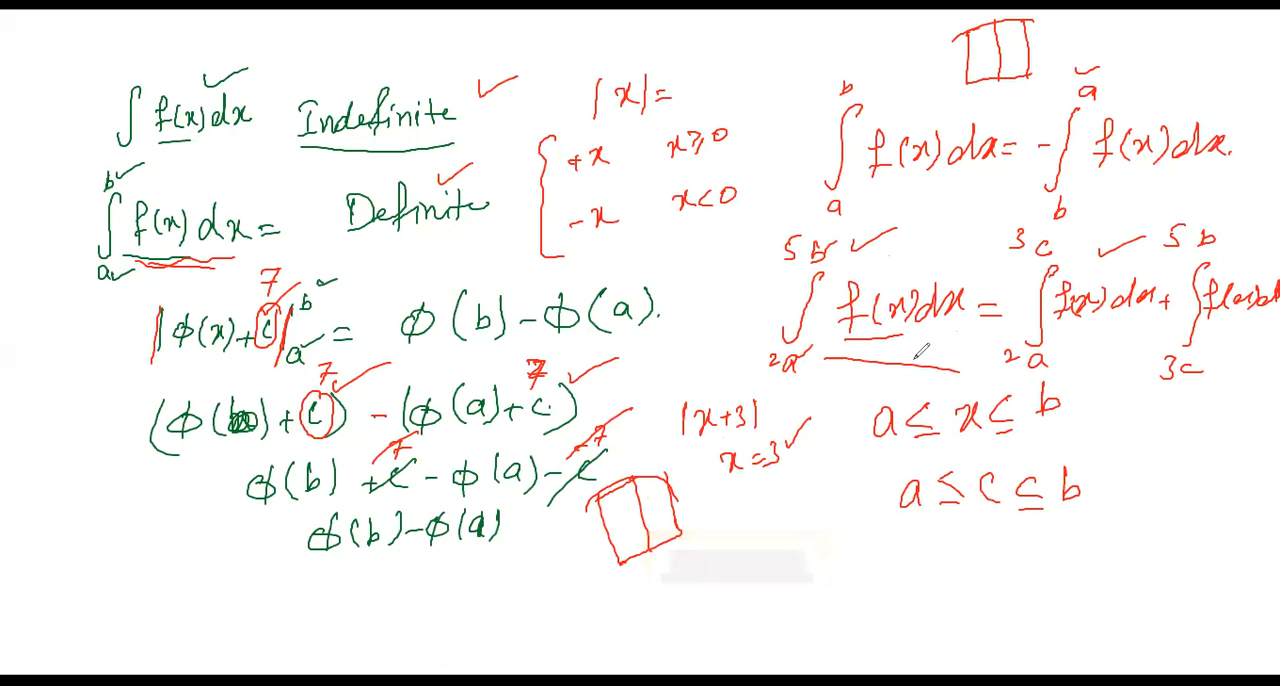 ∫ f(x) dx Indefinite
b
∫ f(x) dx = Definite
a
7
| φ(x) + c |
b
a
= φ(b) - φ(a).
7
7
(φ(b) + c) - (φ(a) + c)
7
-7
φ(b) + c - φ(a) - c
φ(b) - φ(a)
|x| =
+x x ≥ 0
-x x < 0
|x+3|
x = 3
b a
∫ f(x) dx = - ∫ f(x) dx.
a b
5 b 3 c 5 b
∫ f(x) dx = ∫ f(x) dx + ∫ f(x) d
2 a 2 a 3 c
a ≤ x ≤ b
a ≤ c ≤ b